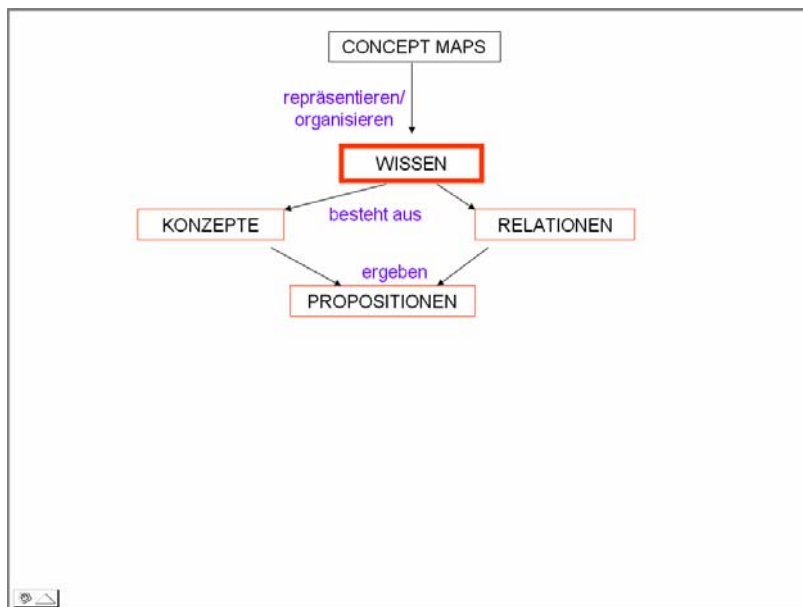 CONCEPT MAPS
repräsentieren/
organisieren
WISSEN
besteht aus
KONZEPTE
RELATIONEN
ergeben
PROPOSITIONEN